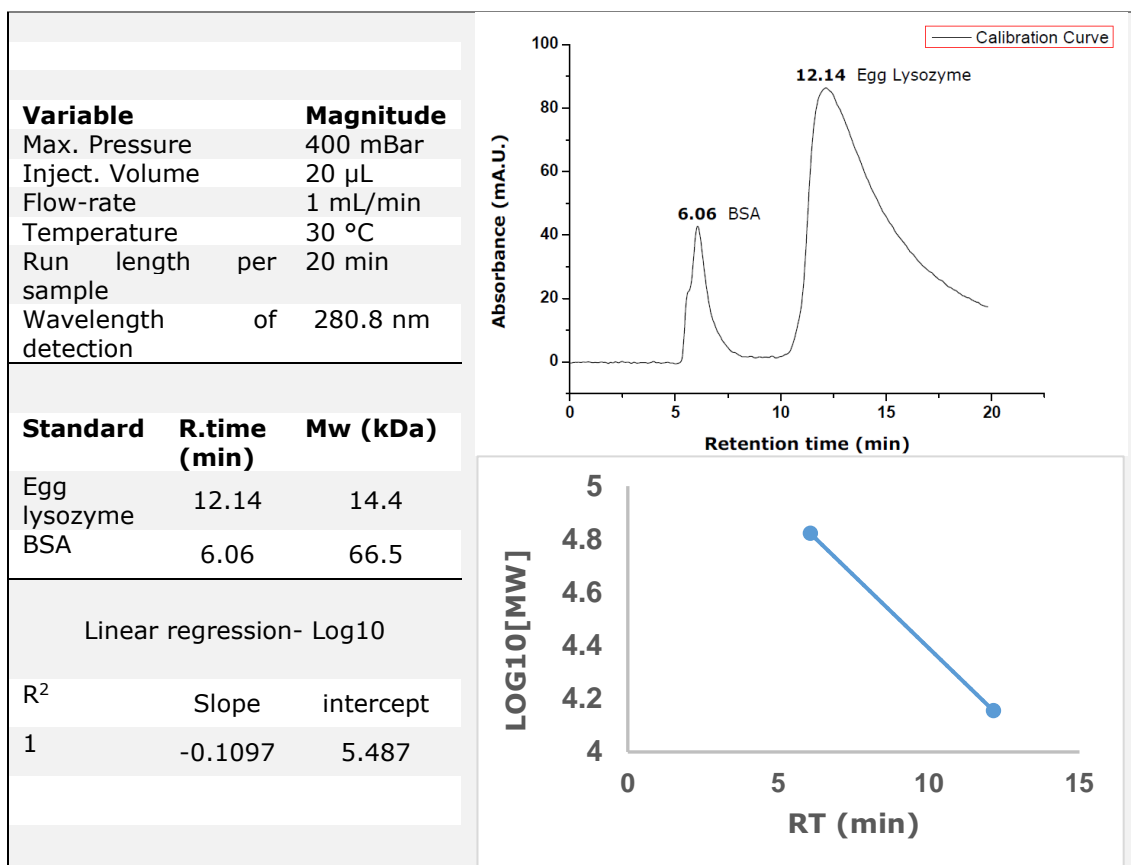 Variable Magnitude
Max. Pressure 400 mBar
Inject. Volume 20 µL
Flow-rate 1 mL/min
Temperature 30 °C
Run length per 20 min
sample
Wavelength of 280.8 nm
detection
Standard R.time Mw (kDa)
(min)
Egg
lysozyme 12.14 14.4
BSA 6.06 66.5
Linear regression- Log10
R² Slope intercept
1 -0.1097 5.487
Calibration Curve
12.14 Egg Lysozyme
6.06 BSA
Absorbance (mA.U.)
100
80
60
40
20
0
0 5 10 15 20
Retention time (min)
LOG10[MW]
5
4.8
4.6
4.4
4.2
4
0 5 10 15
RT (min)